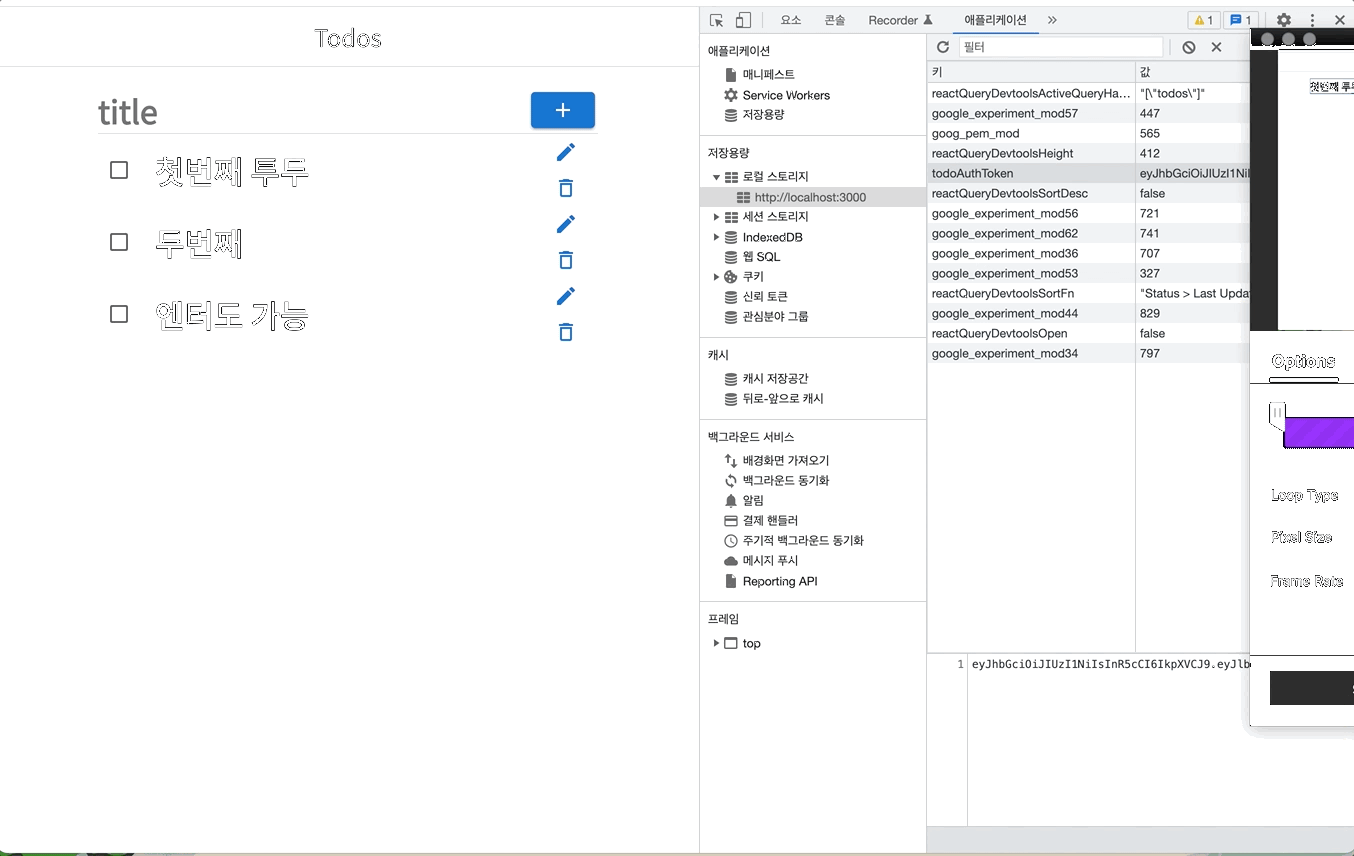 Todos
title
첫번째 투두
두번째
엔터도 가능
요소 콘솔 Recorder 애플리케이션 1 1
애플리케이션
매니페스트
Service Workers
저장용량
저장용량
로컬 스토리지
http://localhost:3000
세션 스토리지
IndexedDB
웹 SQL
쿠키
신뢰 토큰
관심분야 그룹
캐시
캐시 저장공간
뒤로-앞으로 캐시
백그라운드 서비스
배경화면 가져오기
백그라운드 동기화
알림
결제 핸들러
주기적 백그라운드 동기화
메시지 푸시
Reporting API
프레임
top
필터
키 값
reactQueryDevtoolsActiveQueryHa… "[\"todos\"]"
google_experiment_mod57 447
goog_pem_mod 565
reactQueryDevtoolsHeight 412
todoAuthToken eyJhbGciOiJIUzI1NiI
reactQueryDevtoolsSortDesc false
google_experiment_mod56 721
google_experiment_mod62 741
google_experiment_mod36 707
google_experiment_mod53 327
reactQueryDevtoolsSortFn "Status > Last Upda
google_experiment_mod44 829
reactQueryDevtoolsOpen false
google_experiment_mod34 797
1 eyJhbGciOiJIUzI1NiIsInR5cCI6IkpXVCJ9.eyJlb
첫번째 투
Options
Loop Type
Pixel Size
Frame Rate